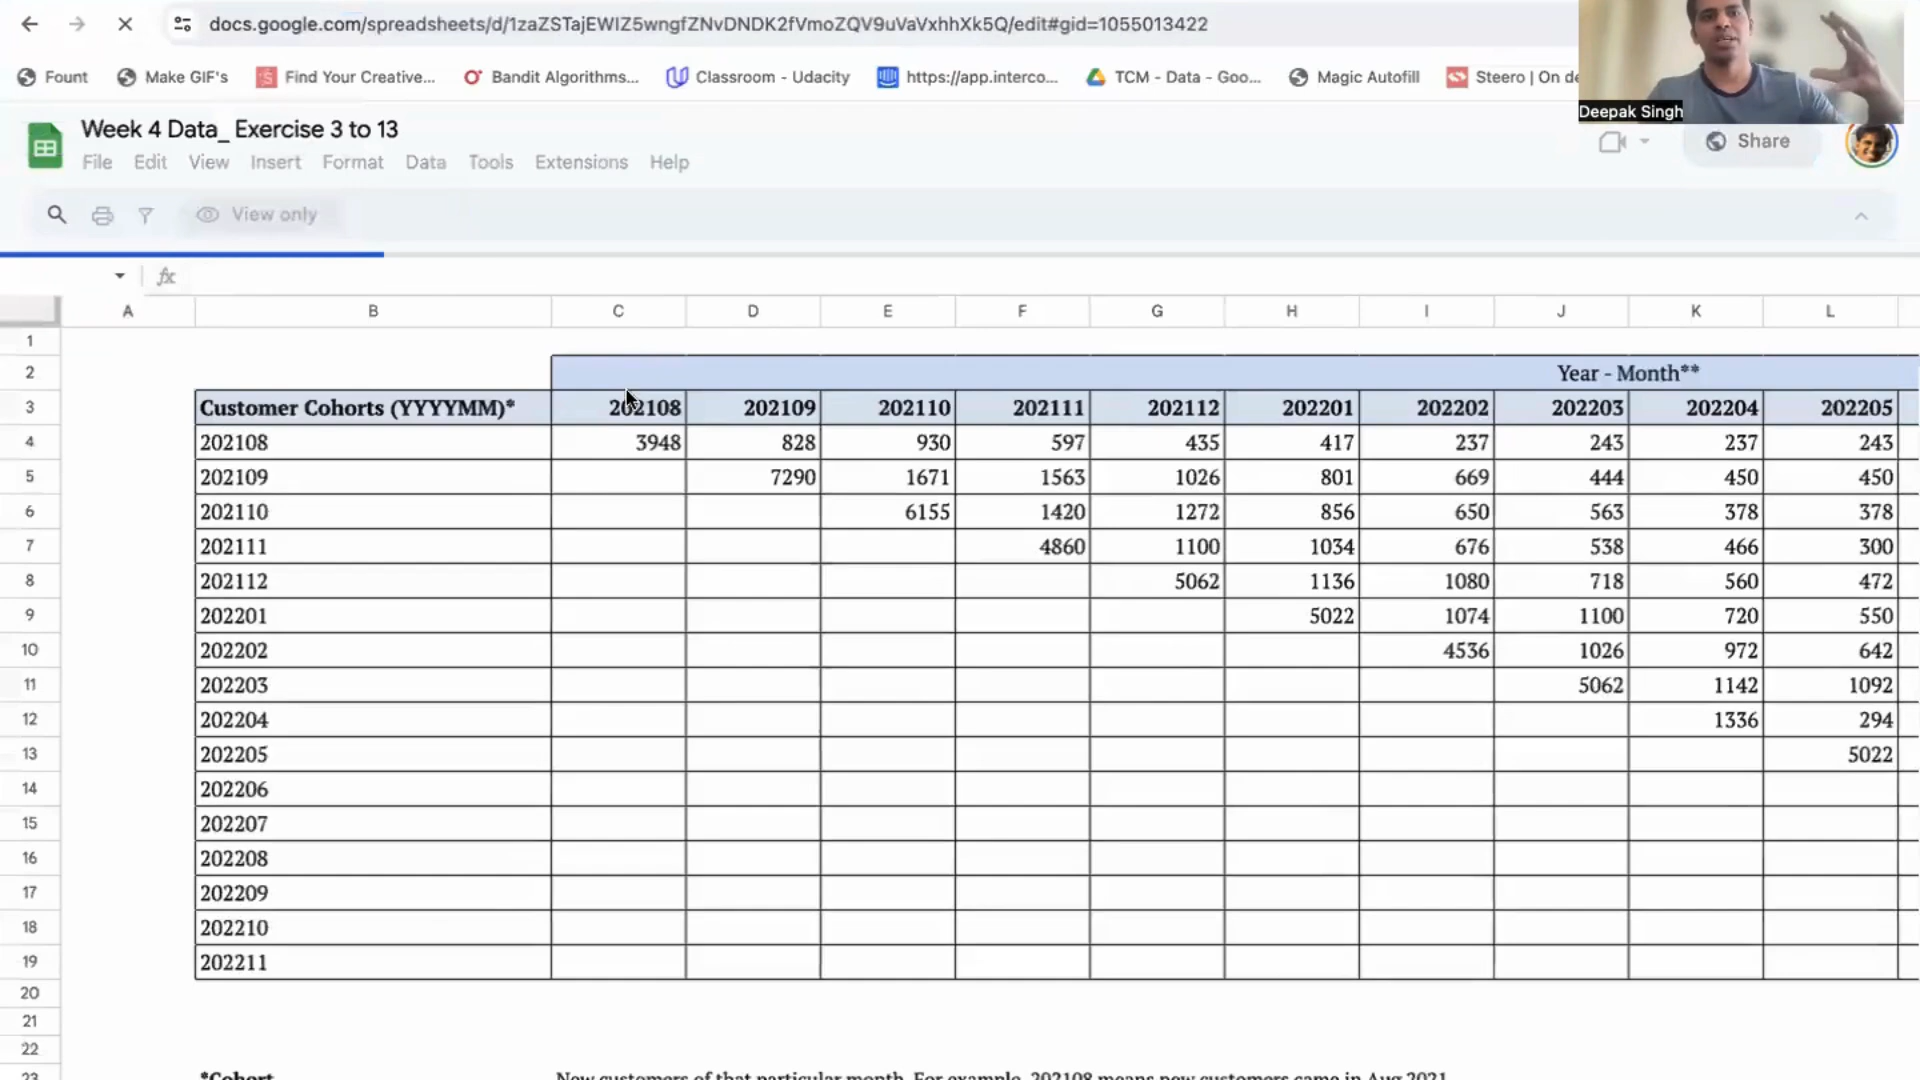 docs.google.com/spreadsheets/d/1zaZSTajEWIZ5wngfZNvDNDK2fVmoZQV9uVaVxhhXk5Q/edit#gid=1055013422
Fount Make GIF's Find Your Creative... Bandit Algorithms... Classroom - Udacity https://app.interco... TCM - Data - Goo... Magic Autofill Steero | On de
Deepak Singh
Week 4 Data_ Exercise 3 to 13
File Edit View Insert Format Data Tools Extensions Help
Share
View only
fx
A B C D E F G H I J K L
1
2 Year - Month**
3 Customer Cohorts (YYYYMM)* 202108 202109 202110 202111 202112 202201 202202 202203 202204 202205
4 202108 3948 828 930 597 435 417 237 243 237 243
5 202109 7290 1671 1563 1026 801 669 444 450 450
6 202110 6155 1420 1272 856 650 563 378 378
7 202111 4860 1100 1034 676 538 466 300
8 202112 5062 1136 1080 718 560 472
9 202201 5022 1074 1100 720 550
10 202202 4536 1026 972 642
11 202203 5062 1142 1092
12 202204 1336 294
13 202205 5022
14 202206
15 202207
16 202208
17 202209
18 202210
19 202211
20
21
22
23 *Cohort New customers of that particular month. For example, 202108 means new customers came in Aug 2021